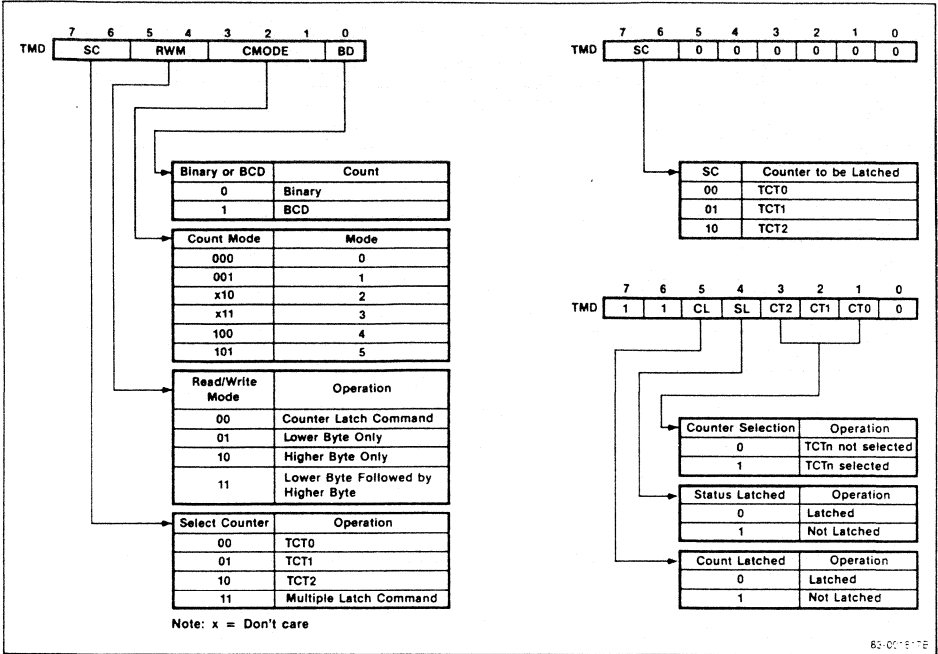 7 6 5 4 3 2 1 0
TMD SC RWM CMODE BD
Binary or BCD Count
0 Binary
1 BCD
Count Mode Mode
000 0
001 1
x10 2
x11 3
100 4
101 5
Read/Write Mode Operation
00 Counter Latch Command
01 Lower Byte Only
10 Higher Byte Only
11 Lower Byte Followed by
Higher Byte
Select Counter Operation
00 TCT0
01 TCT1
10 TCT2
11 Multiple Latch Command
Note: x = Don't care
7 6 5 4 3 2 1 0
TMD SC 0 0 0 0 0 0
SC Counter to be Latched
00 TCT0
01 TCT1
10 TCT2
7 6 5 4 3 2 1 0
TMD 1 1 CL SL CT2 CT1 CT0 0
Counter Selection Operation
0 TCTn not selected
1 TCTn selected
Status Latched Operation
0 Latched
1 Not Latched
Count Latched Operation
0 Latched
1 Not Latched